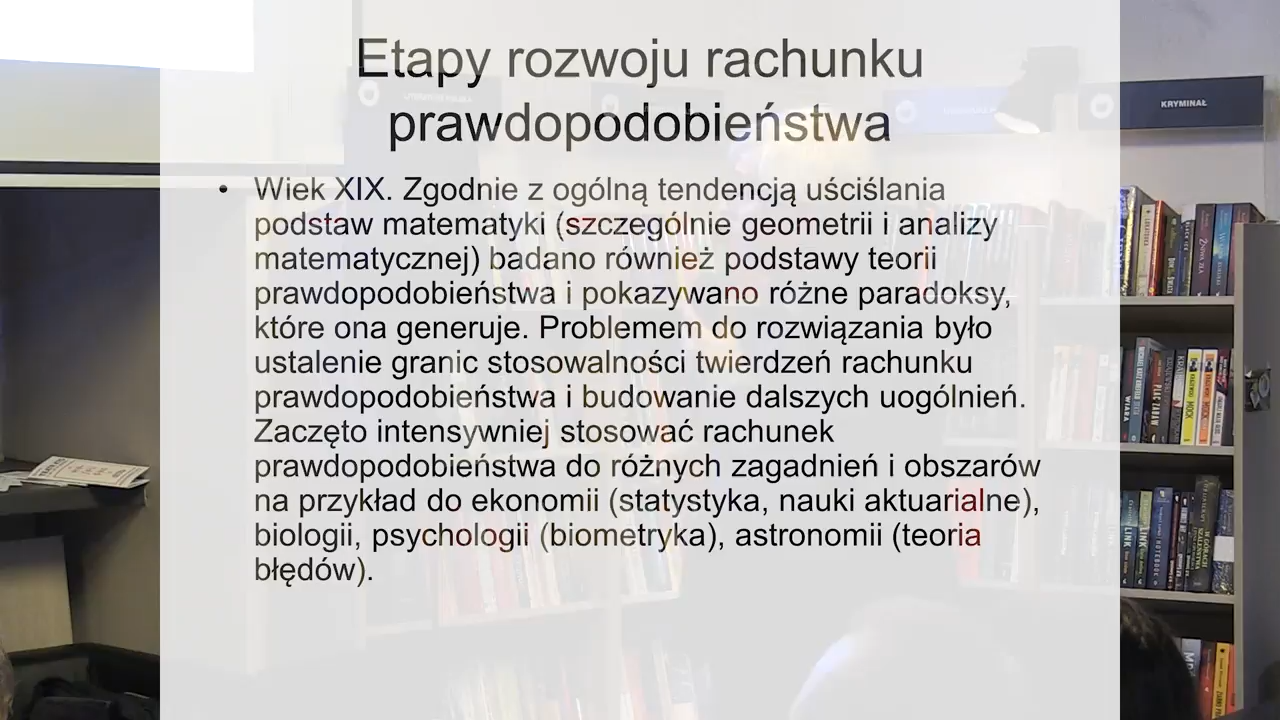 Etapy rozwoju rachunku
prawdopodobieństwa
• Wiek XIX. Zgodnie z ogólną tendencją uściślania
podstaw matematyki (szczególnie geometrii i analizy
matematycznej) badano również podstawy teorii
prawdopodobieństwa i pokazywano różne paradoksy,
które ona generuje. Problemem do rozwiązania było
ustalenie granic stosowalności twierdzeń rachunku
prawdopodobieństwa i budowanie dalszych uogólnień.
Zaczęto intensywniej stosować rachunek
prawdopodobieństwa do różnych zagadnień i obszarów
na przykład do ekonomii (statystyka, nauki aktuarialne),
biologii, psychologii (biometryka), astronomii (teoria
błędów).
KRYMINAŁ